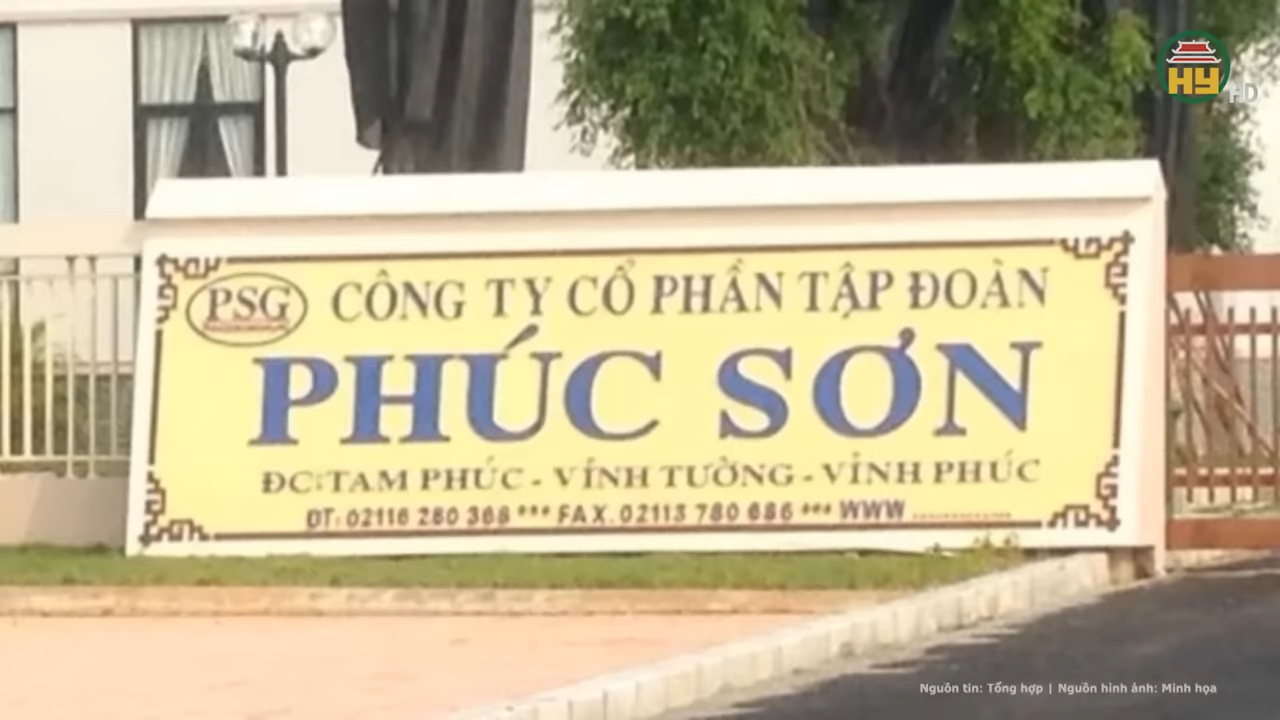 HY HD
PSG
CÔNG TY CỔ PHẦN TẬP ĐOÀN
PHÚC SƠN
ĐC: TAM PHÚC - VĨNH TƯỜNG - VĨNH PHÚC
ĐT: 02116 280 368 *** FAX. 02113 780 686 *** WWW
Nguồn tin: Tổng hợp | Nguồn hình ảnh: Minh họa